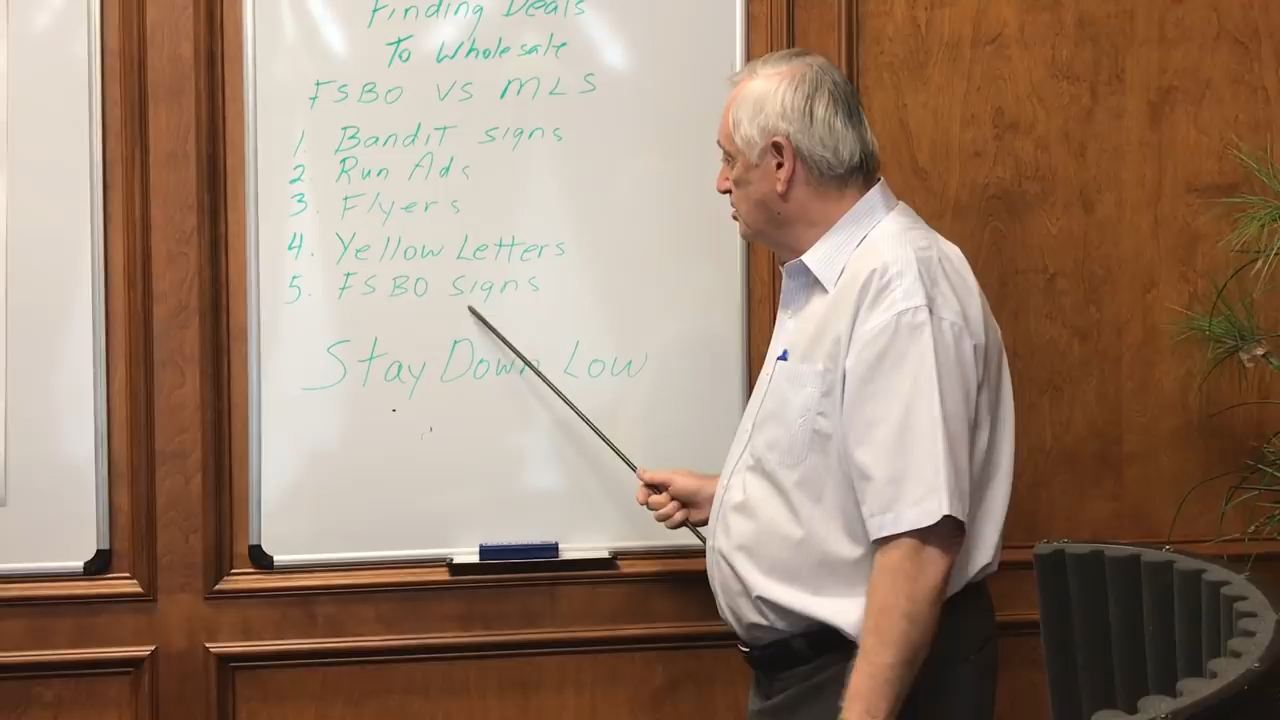 Finding Deals
To Wholesale
FSBO VS MLS
1. Bandit signs
2. Run Ads
3. Flyers
4. Yellow Letters
5. FSBO Signs
Stay Down Low